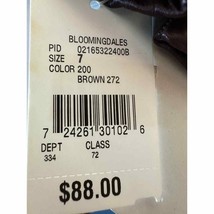 BLOOMINGDALES
PID 02165322400B
SIZE 7
COLOR 200
BROWN 272
7 24261 30102 6
DEPT CLASS
334 72
$88.00